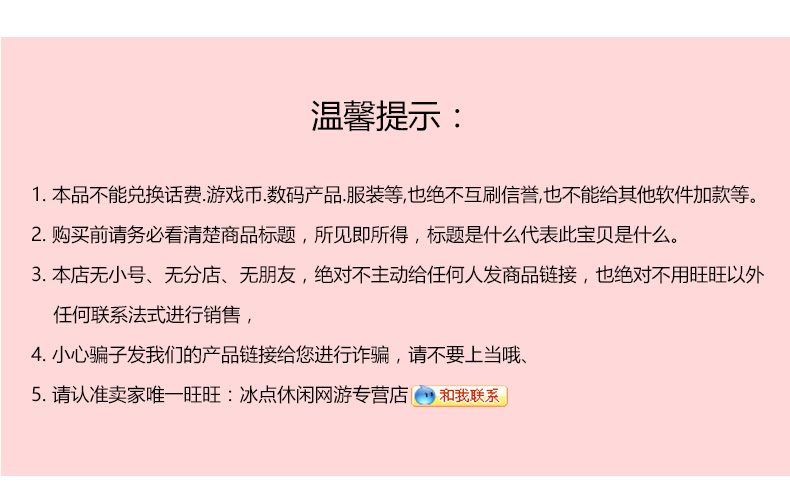 温馨提示：
1. 本品不能兑换话费.游戏币.数码产品.服装等,也绝不互刷信誉,也不能给其他软件加款等。
2. 购买前请务必看清楚商品标题，所见即所得，标题是什么代表此宝贝是什么。
3. 本店无小号、无分店、无朋友，绝对不主动给任何人发商品链接，也绝对不用旺旺以外
任何联系法式进行销售，
4. 小心骗子发我们的产品链接给您进行诈骗，请不要上当哦、
5. 请认准卖家唯一旺旺：冰点休闲网游专营店 和我联系